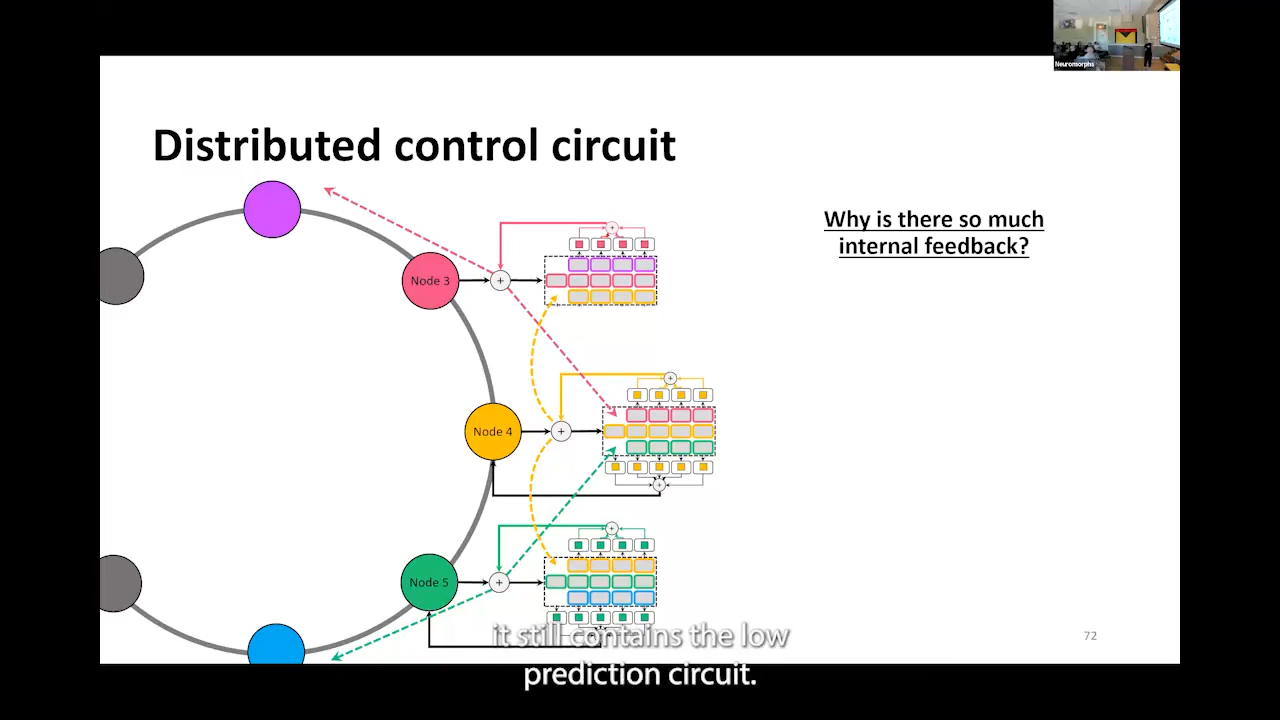 Neuromorphs
Distributed control circuit
Why is there so much
internal feedback?
Node 3
+
+
+
Node 4
+
+
+
Node 5
+
it still contains the low
prediction circuit.
72